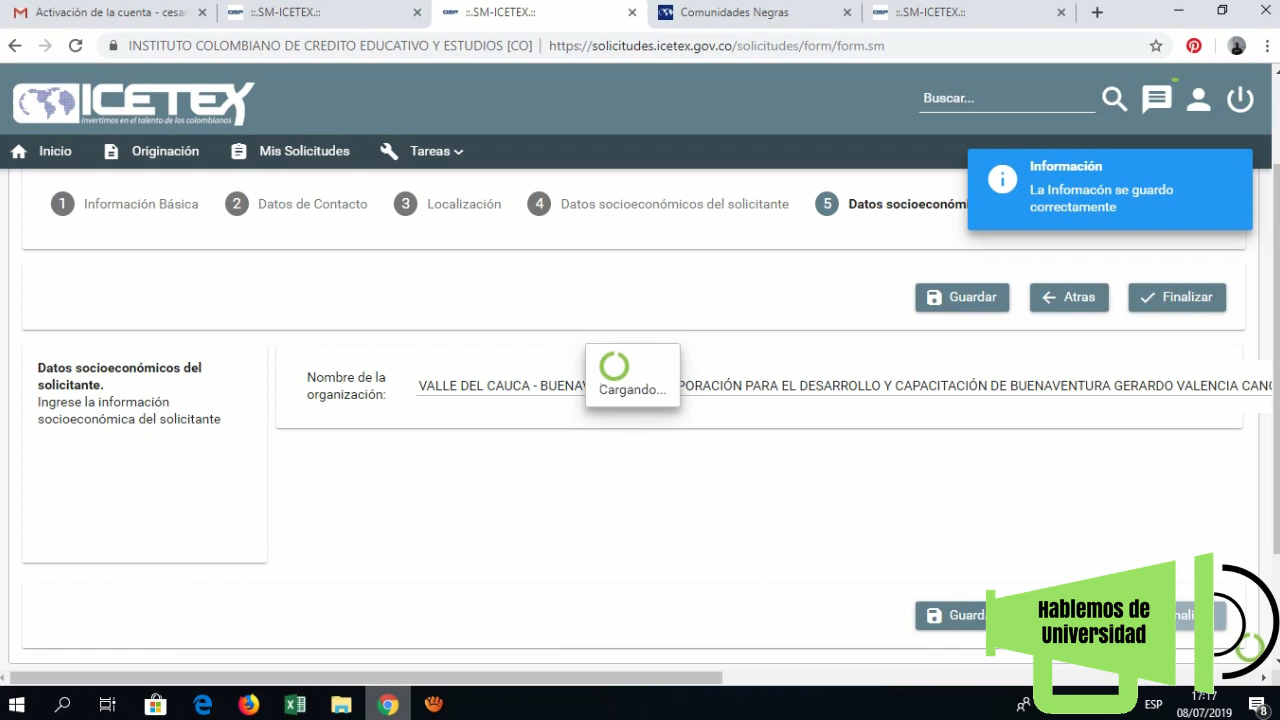 Activación de la cuenta - cesar
::.SM-ICETEX.::
::.SM-ICETEX.::
Comunidades Negras
::.SM-ICETEX.::
INSTITUTO COLOMBIANO DE CREDITO EDUCATIVO Y ESTUDIOS [CO] | https://solicitudes.icetex.gov.co/solicitudes/form/form.sm
ICETEX
Invertimos en el talento de los colombianos
Buscar...
Inicio
Originación
Mis Solicitudes
Tareas
Información
La Infornacón se guardo
correctamente
1 Información Básica
2 Datos de Contacto
3 Localización
4 Datos socioeconómicos del solicitante
5 Datos socioeconómi
Guardar
Atras
Finalizar
Datos socioeconómicos del
solicitante.
Ingrese la información
socioeconómica del solicitante
Nombre de la
organización:
VALLE DEL CAUCA - BUENAV
PORACIÓN PARA EL DESARROLLO Y CAPACITACIÓN DE BUENAVENTURA GERARDO VALENCIA CANO
Cargando...
Guarda
nali
Hablemos de
Universidad
ESP
17:17
08/07/2019
8